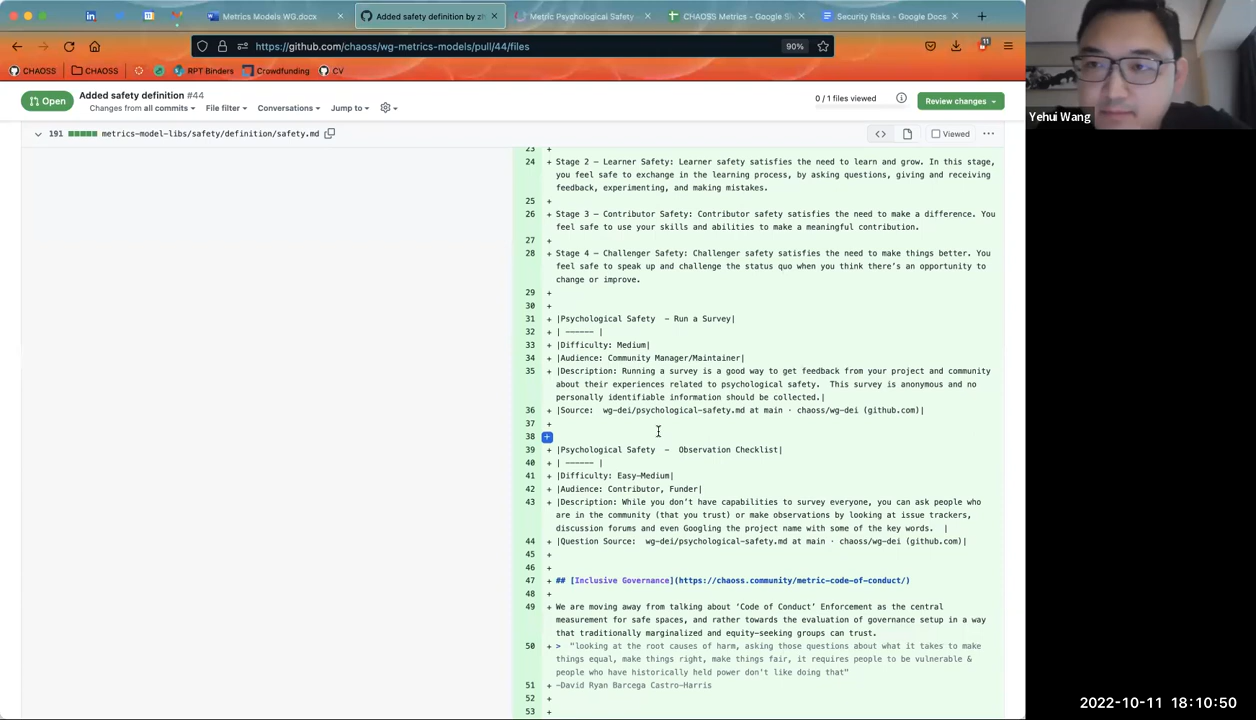 Metrics Models WG.docx
Added safety definition by zh
Metric Psychological Safety
CHAOSS Metrics - Google Sl
Security Risks - Google Docs
https://github.com/chaoss/wg-metrics-models/pull/44/files
90%
11
CHAOSS
CHAOSS
RPT Binders
Crowdfunding
CV
Open
Added safety definition #44
Changes from all commits
File filter
Conversations
Jump to
0 / 1 files viewed
Review changes
191
metrics-model-libs/safety/definition/safety.md
Viewed
23 +
24 + Stage 2 — Learner Safety: Learner safety satisfies the need to learn and grow. In this stage,
you feel safe to exchange in the learning process, by asking questions, giving and receiving
feedback, experimenting, and making mistakes.
25 +
26 + Stage 3 — Contributor Safety: Contributor safety satisfies the need to make a difference. You
feel safe to use your skills and abilities to make a meaningful contribution.
27 +
28 + Stage 4 — Challenger Safety: Challenger safety satisfies the need to make things better. You
feel safe to speak up and challenge the status quo when you think there's an opportunity to
change or improve.
29 +
30 +
31 + |Psychological Safety – Run a Survey|
32 + | ------ |
33 + |Difficulty: Medium|
34 + |Audience: Community Manager/Maintainer|
35 + |Description: Running a survey is a good way to get feedback from your project and community
about their experiences related to psychological safety. This survey is anonymous and no
personally identifiable information should be collected.|
36 + |Source: wg-dei/psychological-safety.md at main · chaoss/wg-dei (github.com)|
37 +
38 +
39 + |Psychological Safety – Observation Checklist|
40 + | ------ |
41 + |Difficulty: Easy-Medium|
42 + |Audience: Contributor, Funder|
43 + |Description: While you don't have capabilities to survey everyone, you can ask people who
are in the community (that you trust) or make observations by looking at issue trackers,
discussion forums and even Googling the project name with some of the key words. |
44 + |Question Source: wg-dei/psychological-safety.md at main · chaoss/wg-dei (github.com)|
45 +
46 +
47 + ## [Inclusive Governance](https://chaoss.community/metric-code-of-conduct/)
48 +
49 + We are moving away from talking about 'Code of Conduct' Enforcement as the central
measurement for safe spaces, and rather towards the evaluation of governance setup in a way
that traditionally marginalized and equity-seeking groups can trust.
50 + > "looking at the root causes of harm, asking those questions about what it takes to make
things equal, make things right, make things fair, it requires people to be vulnerable &
people who have historically held power don't like doing that"
51 + —David Ryan Barcega Castro-Harris
52 +
53 +
Yehui Wang
2022-10-11 18:10:50